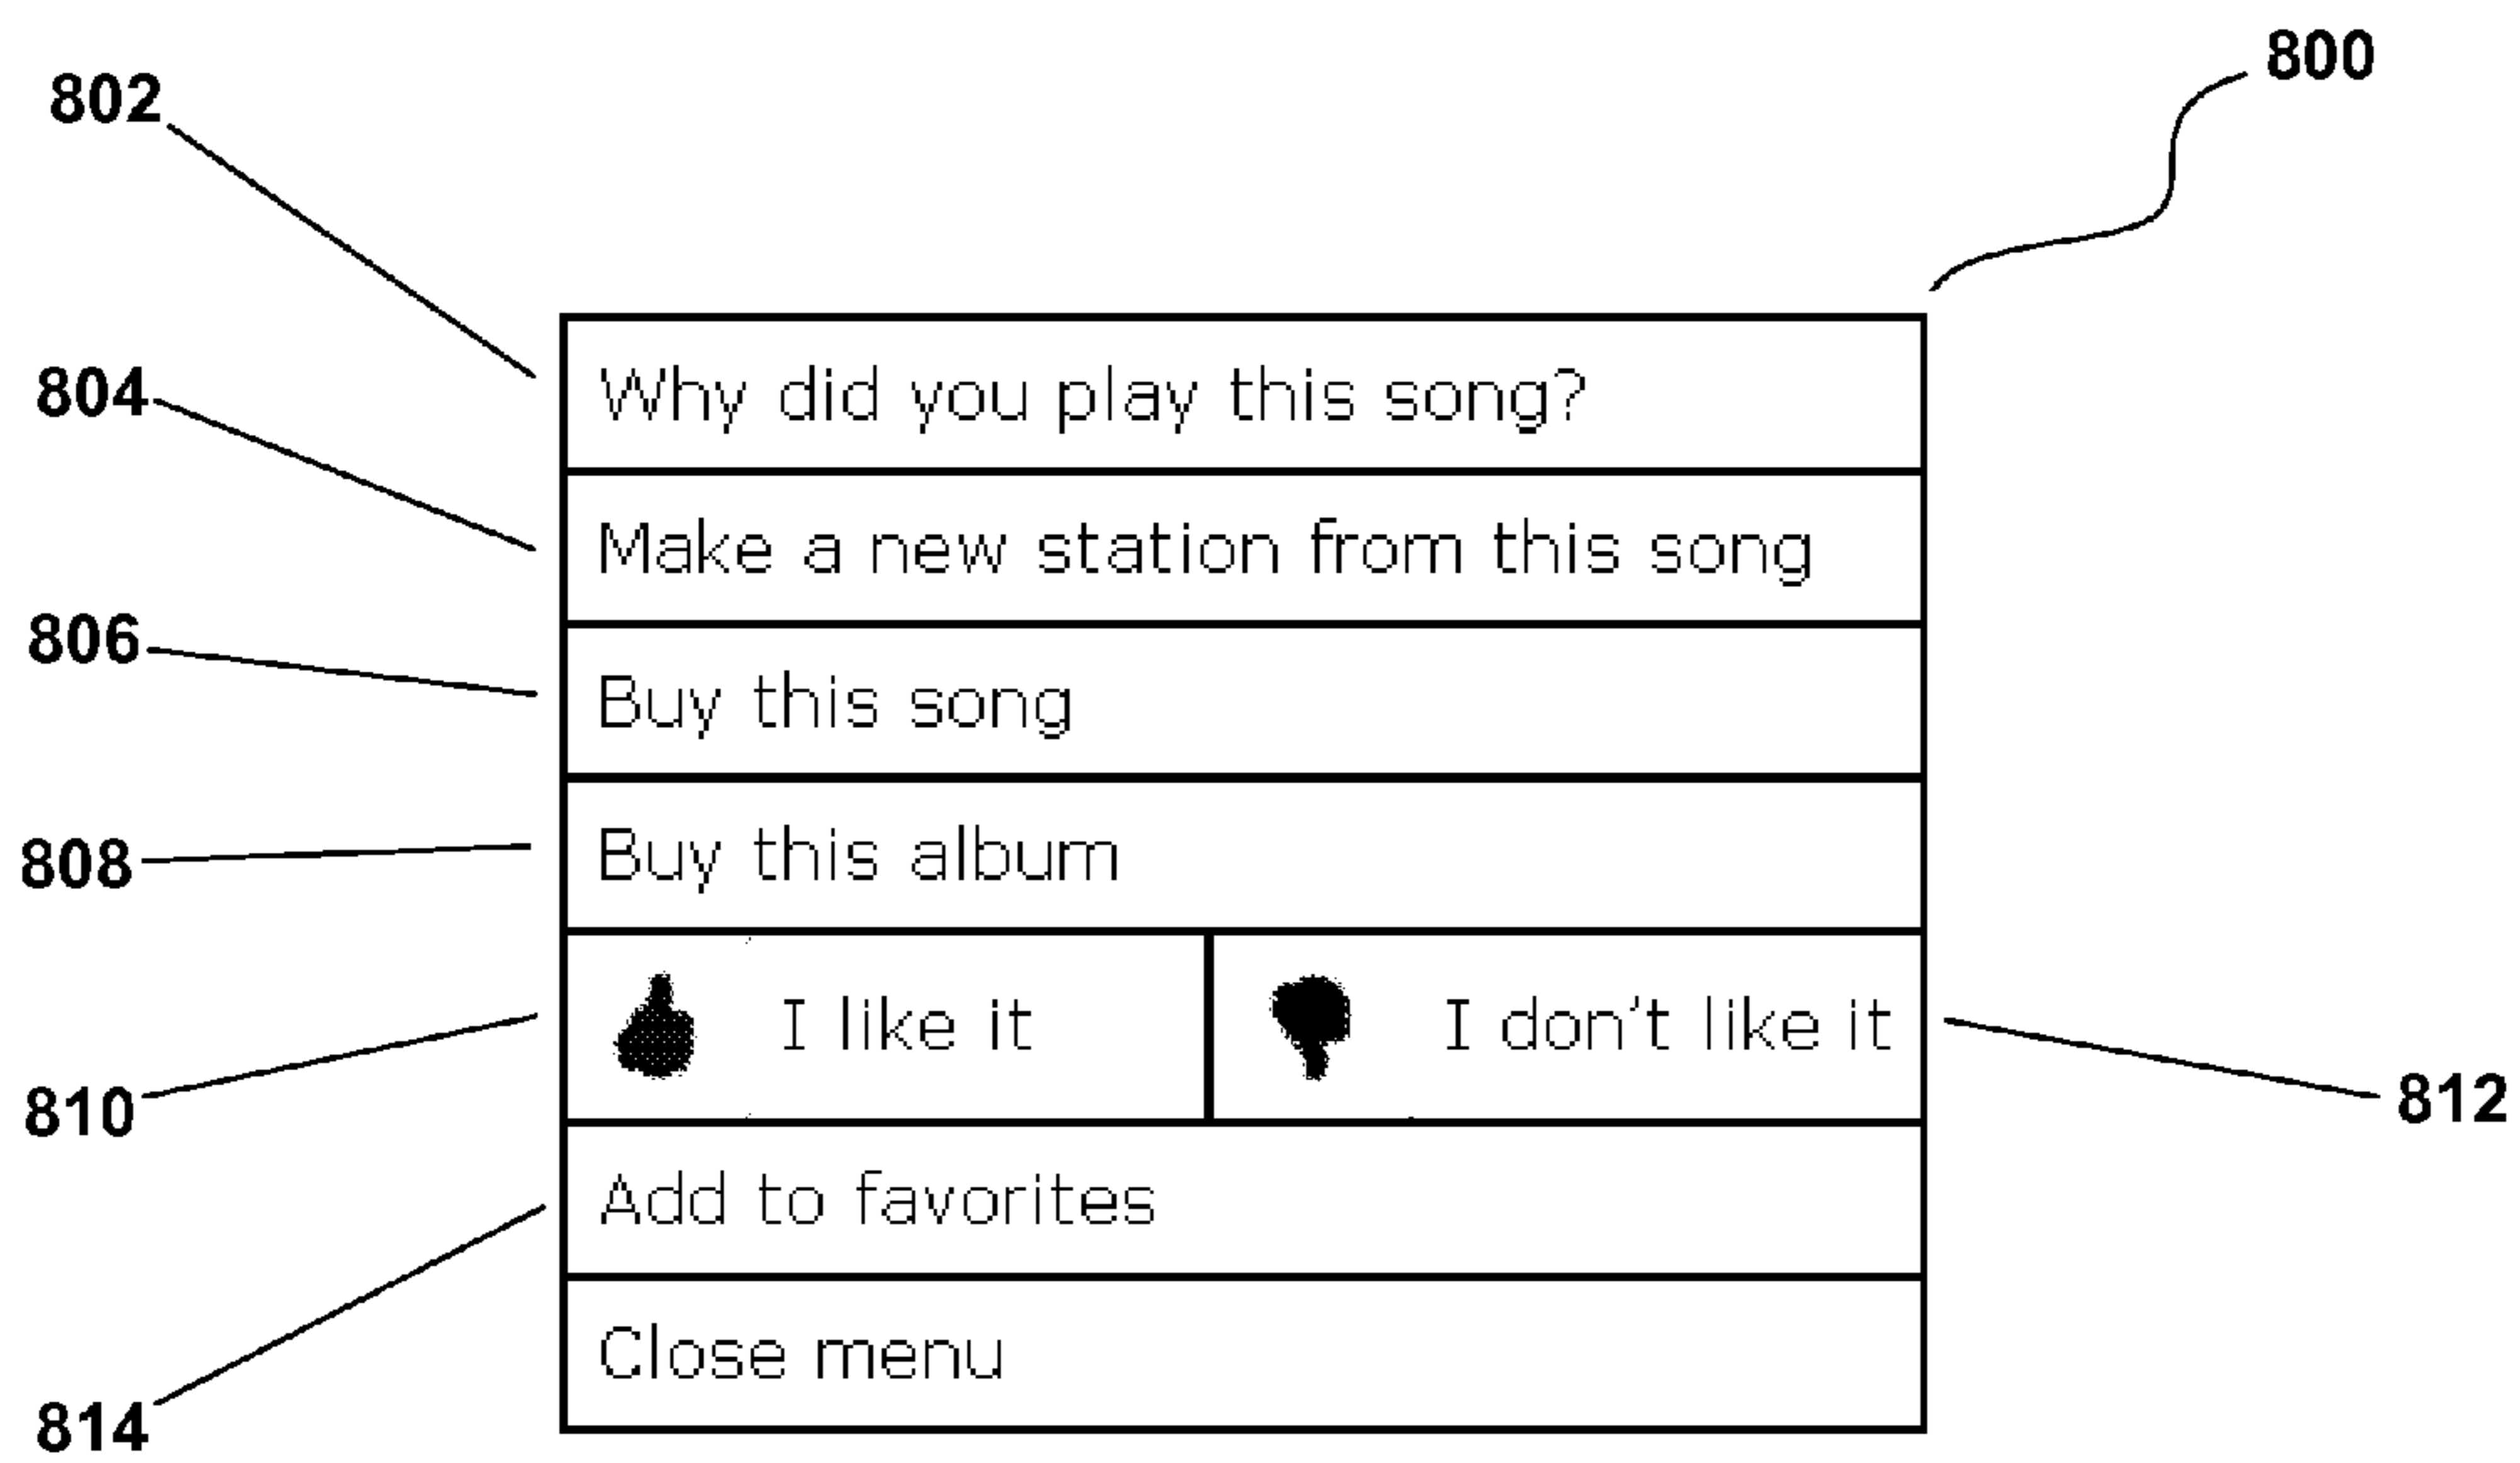 800
802
804
Why did you play this song?
Make a new station from this song
806
Buy this song
808
Buy this album
I like it
I don't like it
810
812
Add to favorites
Close menu
814